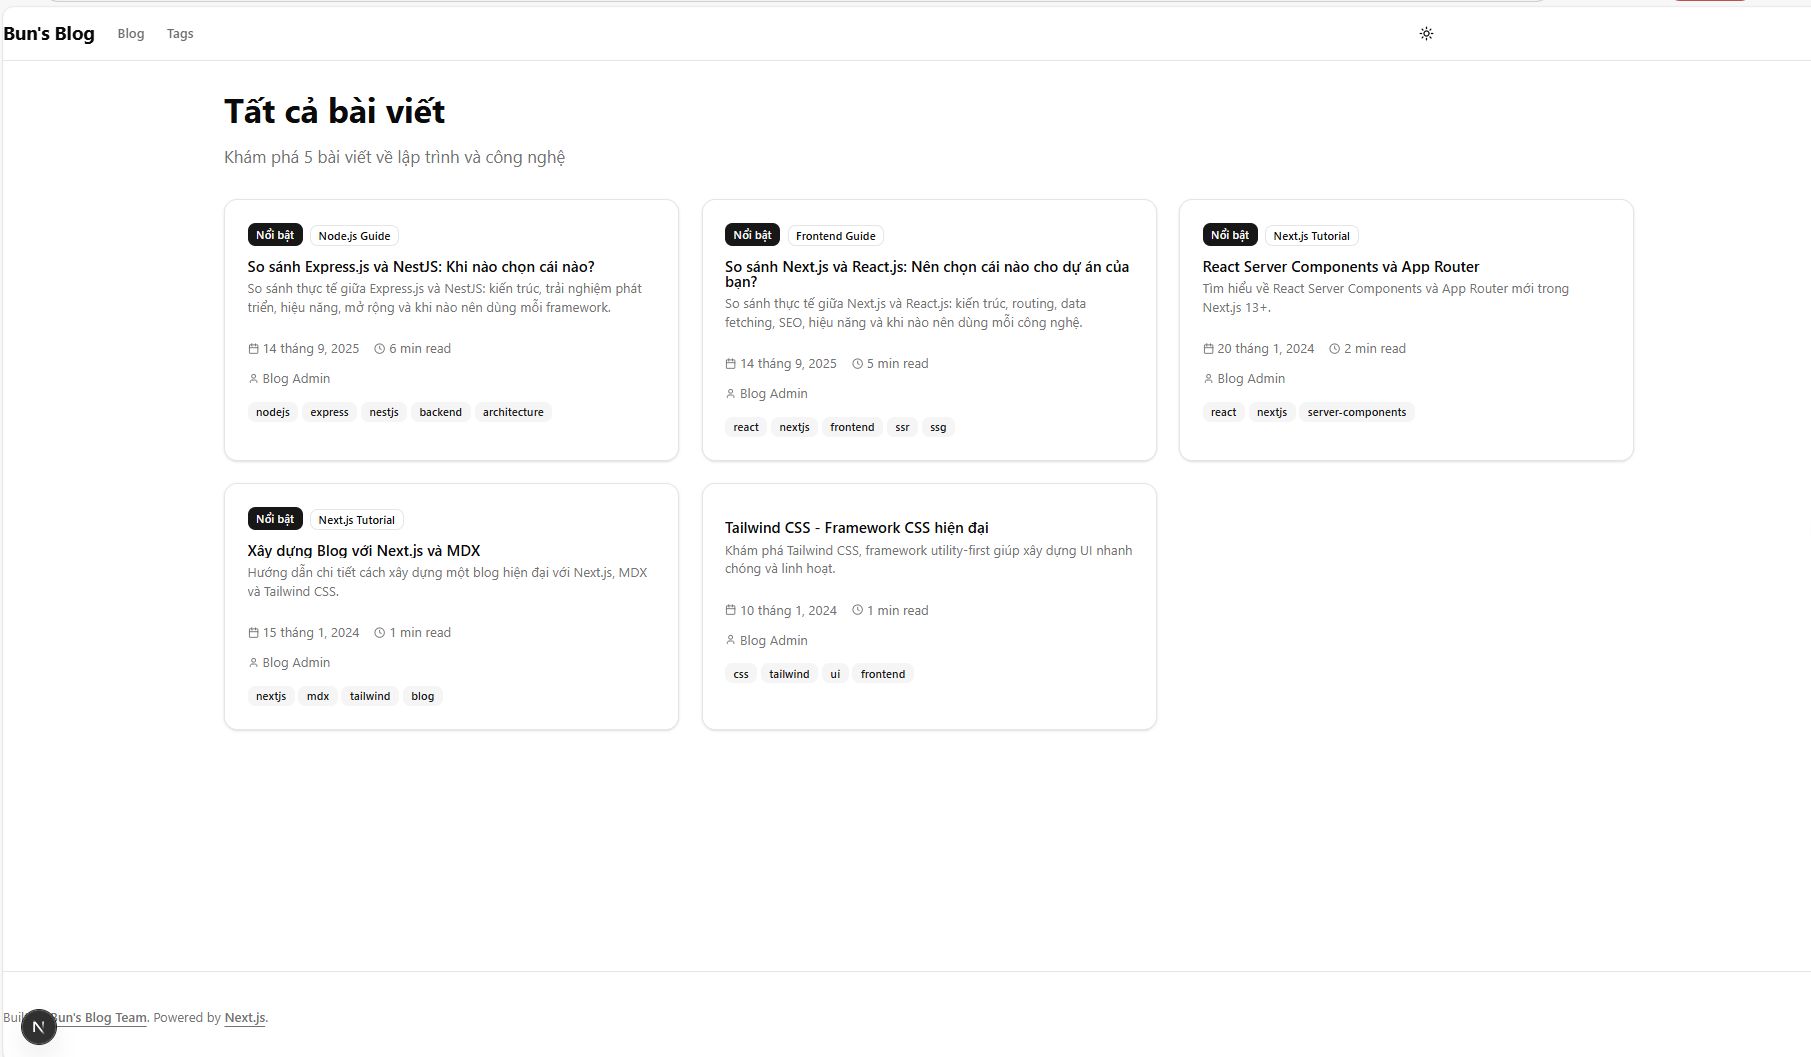 Bun's Blog Blog Tags
Tất cả bài viết
Khám phá 5 bài viết về lập trình và công nghệ
Nổi bật Node.js Guide
So sánh Express.js và NestJS: Khi nào chọn cái nào?
So sánh thực tế giữa Express.js và NestJS: kiến trúc, trải nghiệm phát
triển, hiệu năng, mở rộng và khi nào nên dùng mỗi framework.
14 tháng 9, 2025 6 min read
Blog Admin
nodejs express nestjs backend architecture
Nổi bật Frontend Guide
So sánh Next.js và React.js: Nên chọn cái nào cho dự án của
bạn?
So sánh thực tế giữa Next.js và React.js: kiến trúc, routing, data
fetching, SEO, hiệu năng và khi nào nên dùng mỗi công nghệ.
14 tháng 9, 2025 5 min read
Blog Admin
react nextjs frontend ssr ssg
Nổi bật Next.js Tutorial
React Server Components và App Router
Tìm hiểu về React Server Components và App Router mới trong
Next.js 13+.
20 tháng 1, 2024 2 min read
Blog Admin
react nextjs server-components
Nổi bật Next.js Tutorial
Xây dựng Blog với Next.js và MDX
Hướng dẫn chi tiết cách xây dựng một blog hiện đại với Next.js, MDX
và Tailwind CSS.
15 tháng 1, 2024 1 min read
Blog Admin
nextjs mdx tailwind blog
Tailwind CSS - Framework CSS hiện đại
Khám phá Tailwind CSS, framework utility-first giúp xây dựng UI nhanh
chóng và linh hoạt.
10 tháng 1, 2024 1 min read
Blog Admin
css tailwind ui frontend
Bun's Blog Team. Powered by Next.js.
N